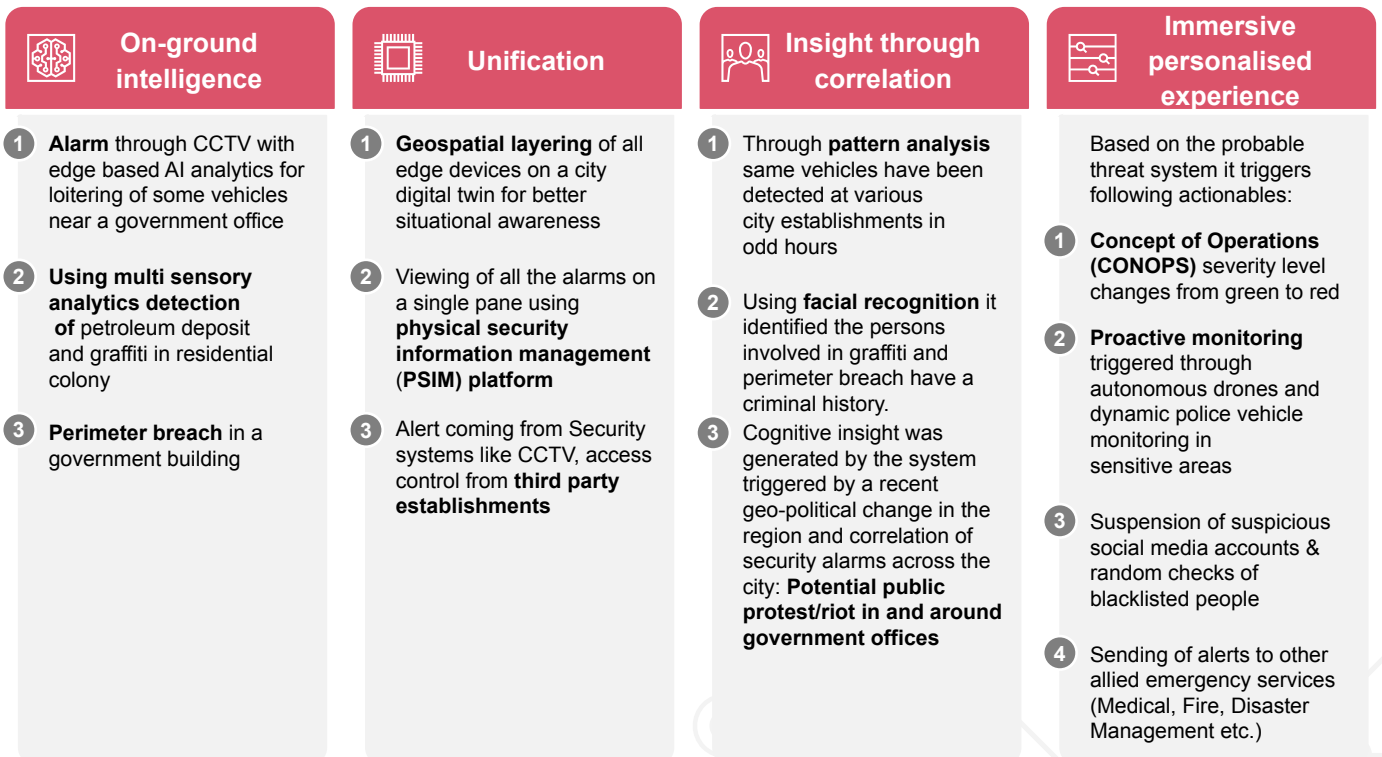 On-ground
intelligence
1 Alarm through CCTV with
edge based AI analytics for
loitering of some vehicles
near a government office
2 Using multi sensory
analytics detection
of petroleum deposit
and graffiti in residential
colony
3 Perimeter breach in a
government building
Unification
1 Geospatial layering of all
edge devices on a city
digital twin for better
situational awareness
2 Viewing of all the alarms on
a single pane using
physical security
information management
(PSIM) platform
3 Alert coming from Security
systems like CCTV, access
control from third party
establishments
Insight through
correlation
1 Through pattern analysis
same vehicles have been
detected at various
city establishments in
odd hours
2 Using facial recognition it
identified the persons
involved in graffiti and
perimeter breach have a
criminal history.
3 Cognitive insight was
generated by the system
triggered by a recent
geo-political change in the
region and correlation of
security alarms across the
city: Potential public
protest/riot in and around
government offices
Immersive
personalised
experience
Based on the probable
threat system it triggers
following actionables:
1 Concept of Operations
(CONOPS) severity level
changes from green to red
2 Proactive monitoring
triggered through
autonomous drones and
dynamic police vehicle
monitoring in
sensitive areas
3 Suspension of suspicious
social media accounts &
random checks of
blacklisted people
4 Sending of alerts to other
allied emergency services
(Medical, Fire, Disaster
Management etc.)